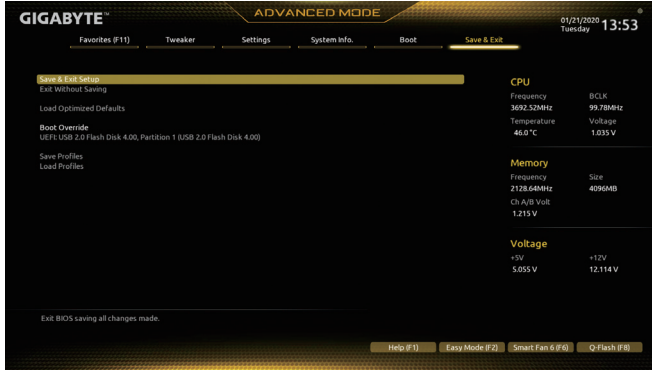 GIGABYTE™
ADVANCED MODE
01/21/2020
Tuesday
13:53
Favorites (F11) Tweaker Settings System Info. Boot Save & Exit
Save & Exit Setup
Exit Without Saving
Load Optimized Defaults
Boot Override
UEFI: USB 2.0 Flash Disk 4.00, Partition 1 (USB 2.0 Flash Disk 4.00)
Save Profiles
Load Profiles
CPU
Frequency BCLK
3692.52MHz 99.78MHz
Temperature Voltage
46.0 °C 1.035 V
Memory
Frequency Size
2128.64MHz 4096MB
Ch A/B Volt
1.215 V
Voltage
+5V +12V
5.055 V 12.114 V
Exit BIOS saving all changes made.
Help (F1) Easy Mode (F2) Smart Fan 6 (F6) Q-Flash (F8)